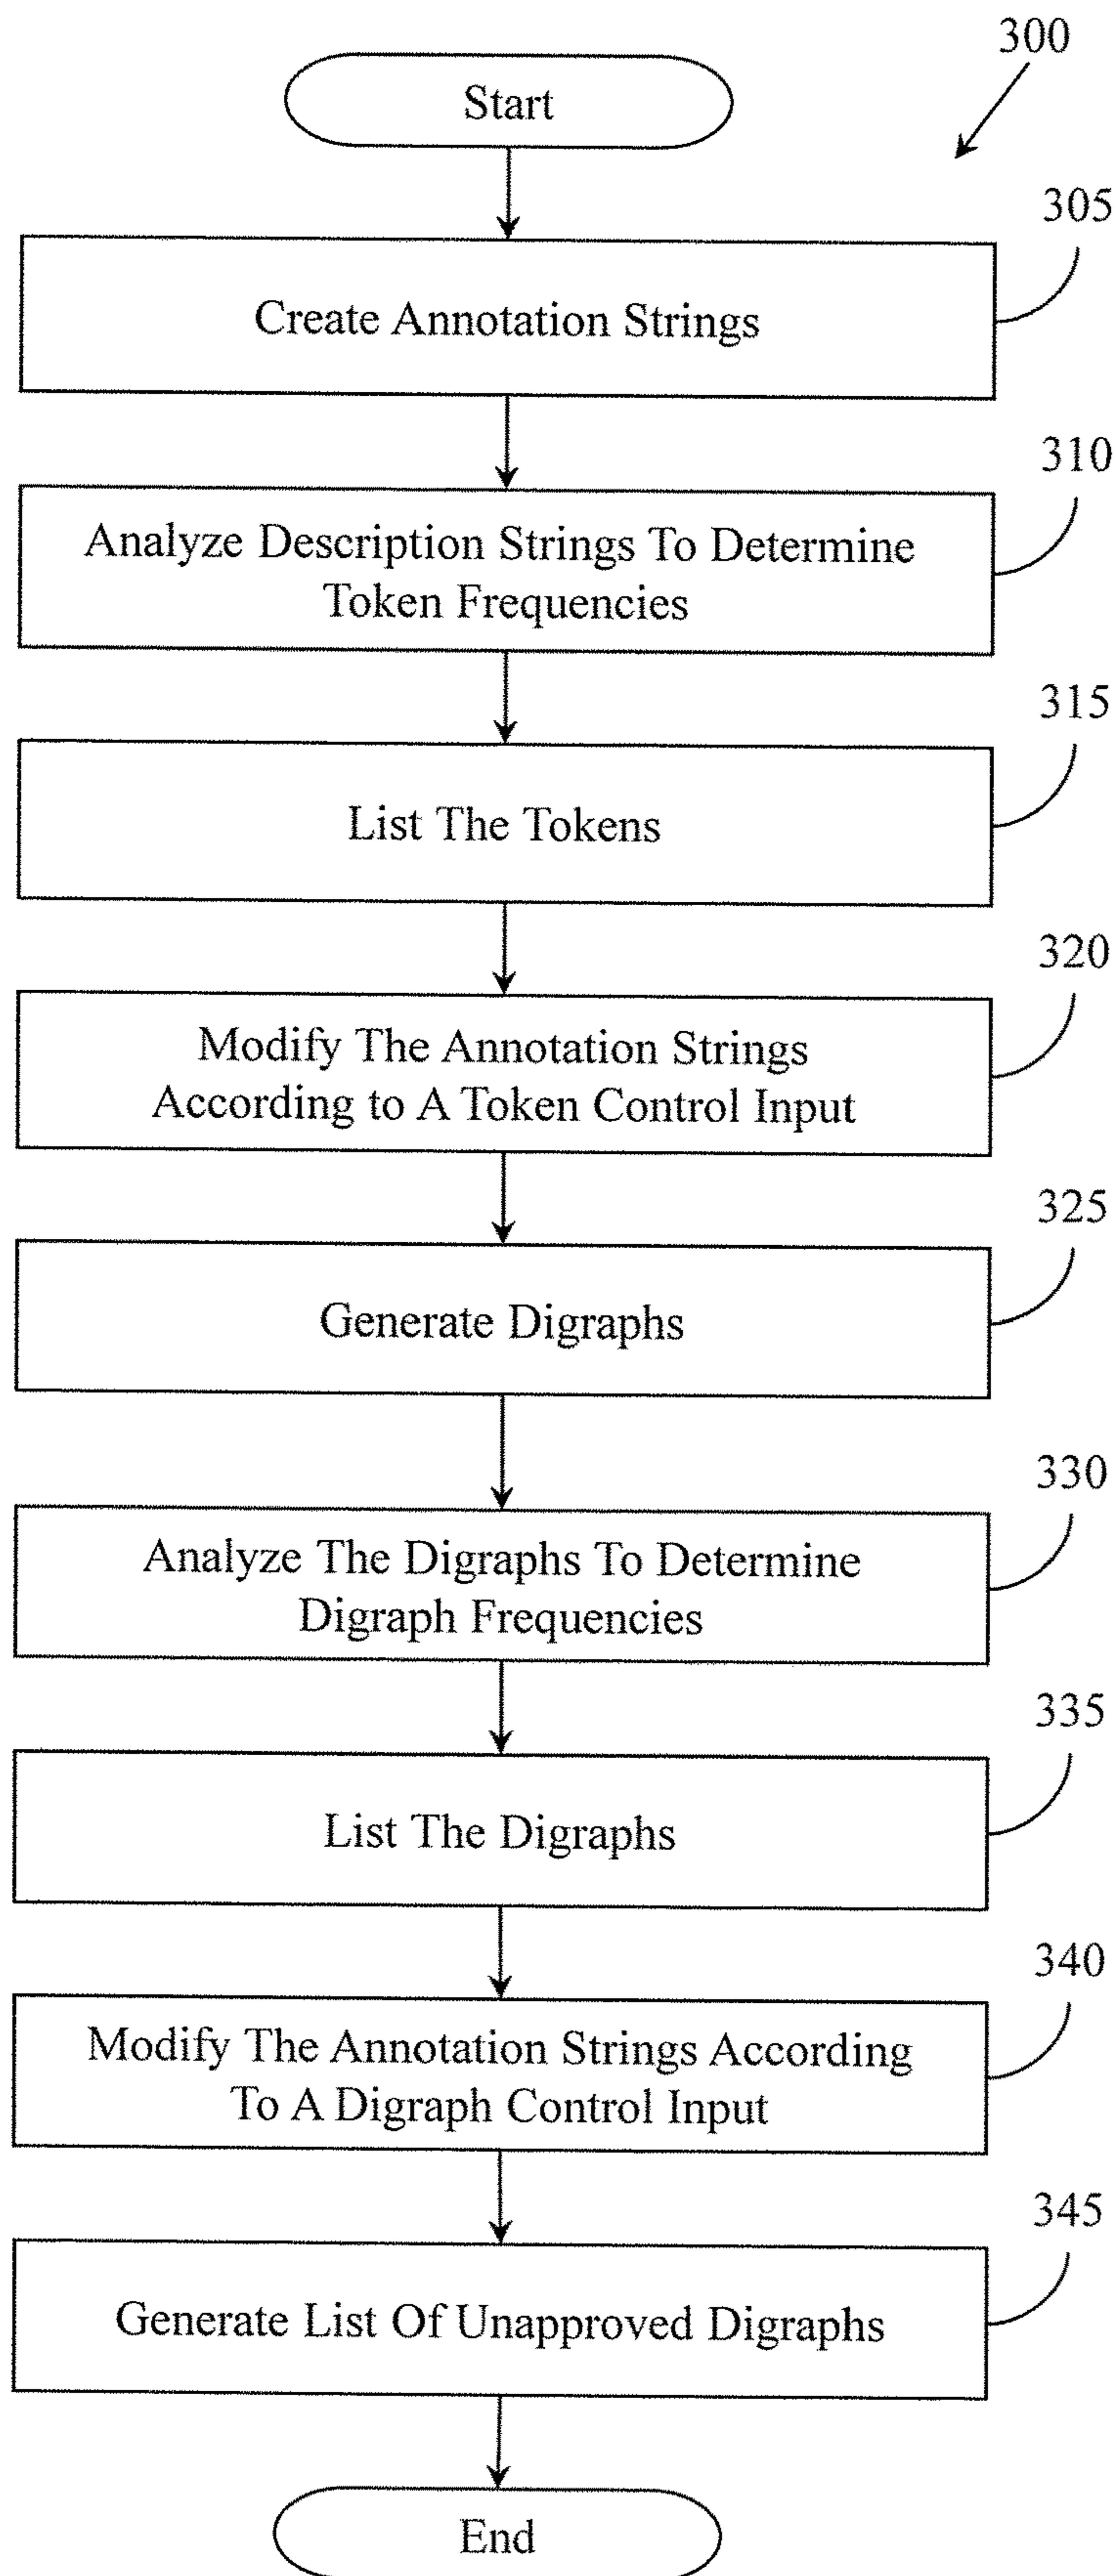 300
Start
305
Create Annotation Strings
310
Analyze Description Strings To Determine
Token Frequencies
315
List The Tokens
320
Modify The Annotation Strings
According to A Token Control Input
325
Generate Digraphs
330
Analyze The Digraphs To Determine
Digraph Frequencies
335
List The Digraphs
340
Modify The Annotation Strings According
To A Digraph Control Input
345
Generate List Of Unapproved Digraphs
End